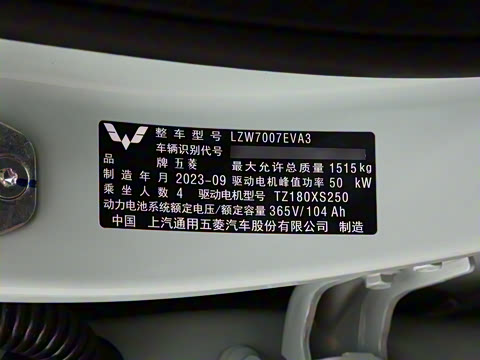 整车型号 LZW7007EVA3
车辆识别代号
品牌 五菱 最大允许总质量 1515kg
制造年月 2023-09 驱动电机峰值功率 50 kW
乘坐人数 4 驱动电机型号 TZ180XS250
动力电池系统额定电压/额定容量 365V/104Ah
中国 上汽通用五菱汽车股份有限公司 制造